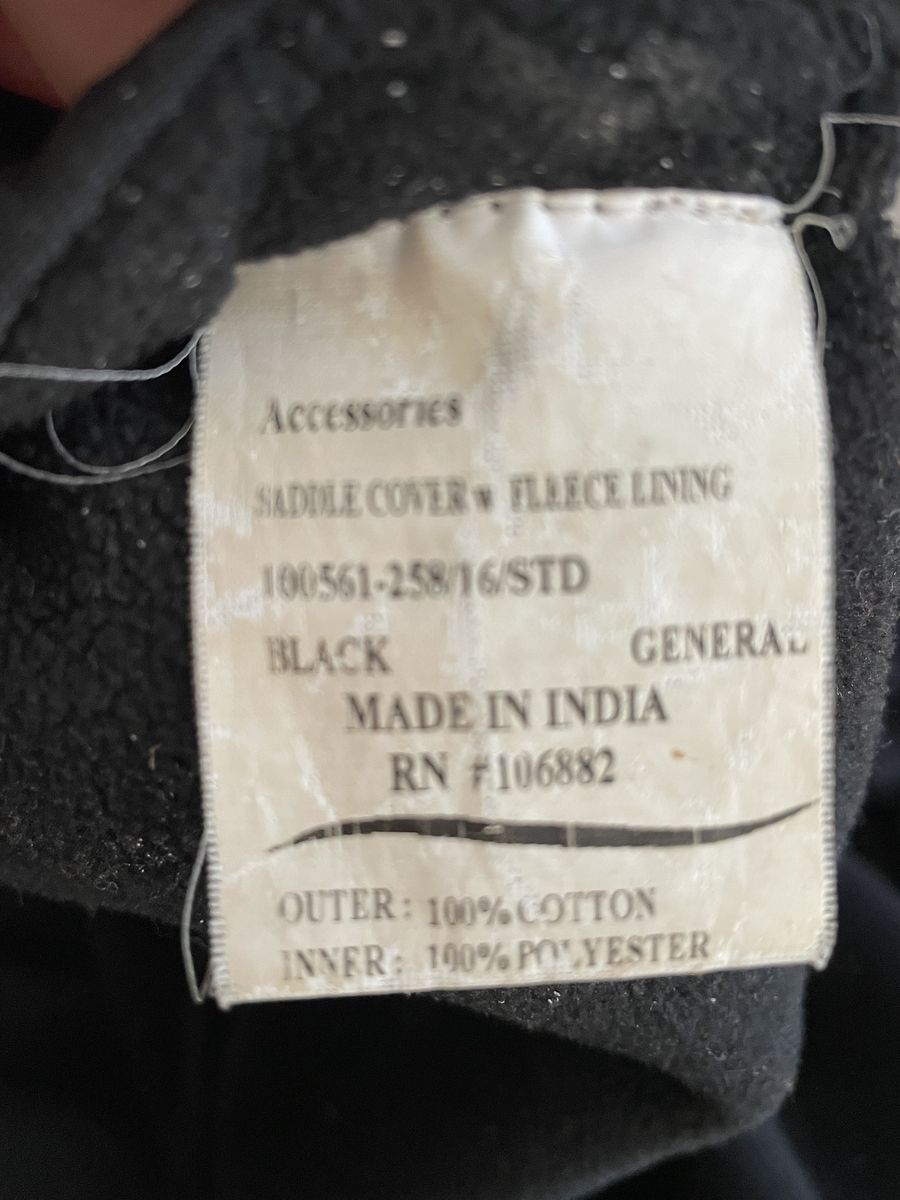 Accessories
SADDLE COVER w FLEECE LINING
100561-258/16/STD
BLACK GENERAL
MADE IN INDIA
RN #106882
OUTER: 100% COTTON
INNER: 100% POLYESTER